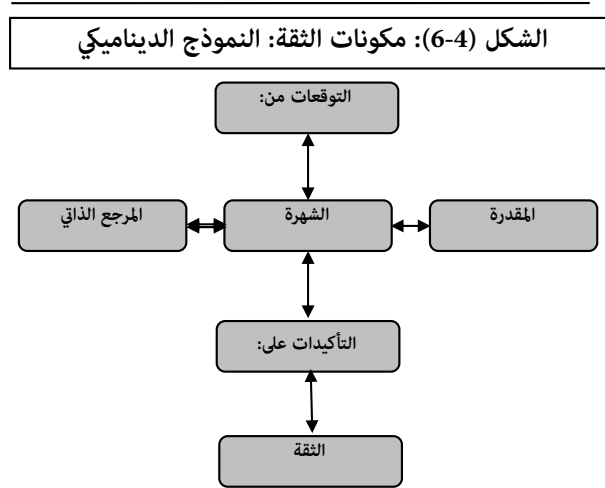 الشكل (4-6): مكونات الثقة: النموذج الديناميكي
التوقعات من:
المقدرة
الشهرة
المرجع الذاتي
التأكيدات على:
الثقة